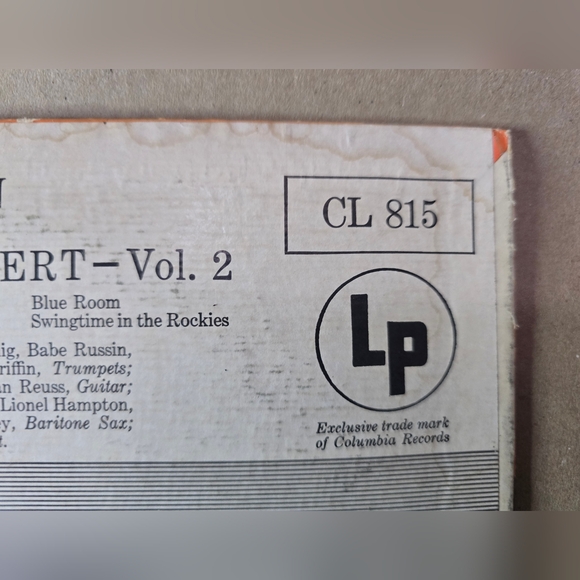 CL 815
ERT—Vol. 2
Blue Room
Swingtime in the Rockies
ig, Babe Russin,
riffin, Trumpets;
an Reuss, Guitar;
Lionel Hampton,
y, Baritone Sax;
t.
LP
Exclusive trade mark
of Columbia Records